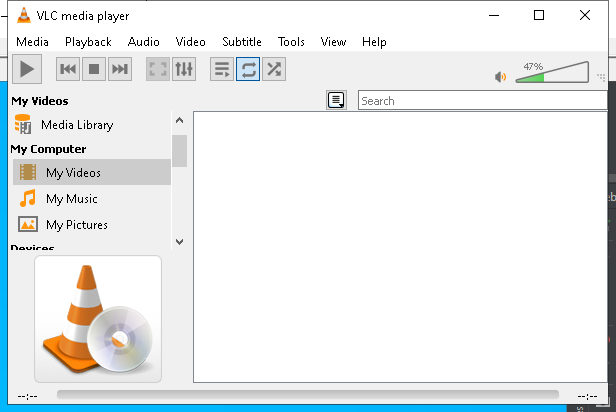 VLC media player
Media Playback Audio Video Subtitle Tools View Help
47%
My Videos
Search
Media Library
My Computer
My Videos
My Music
My Pictures
Devices
--:-- --:--